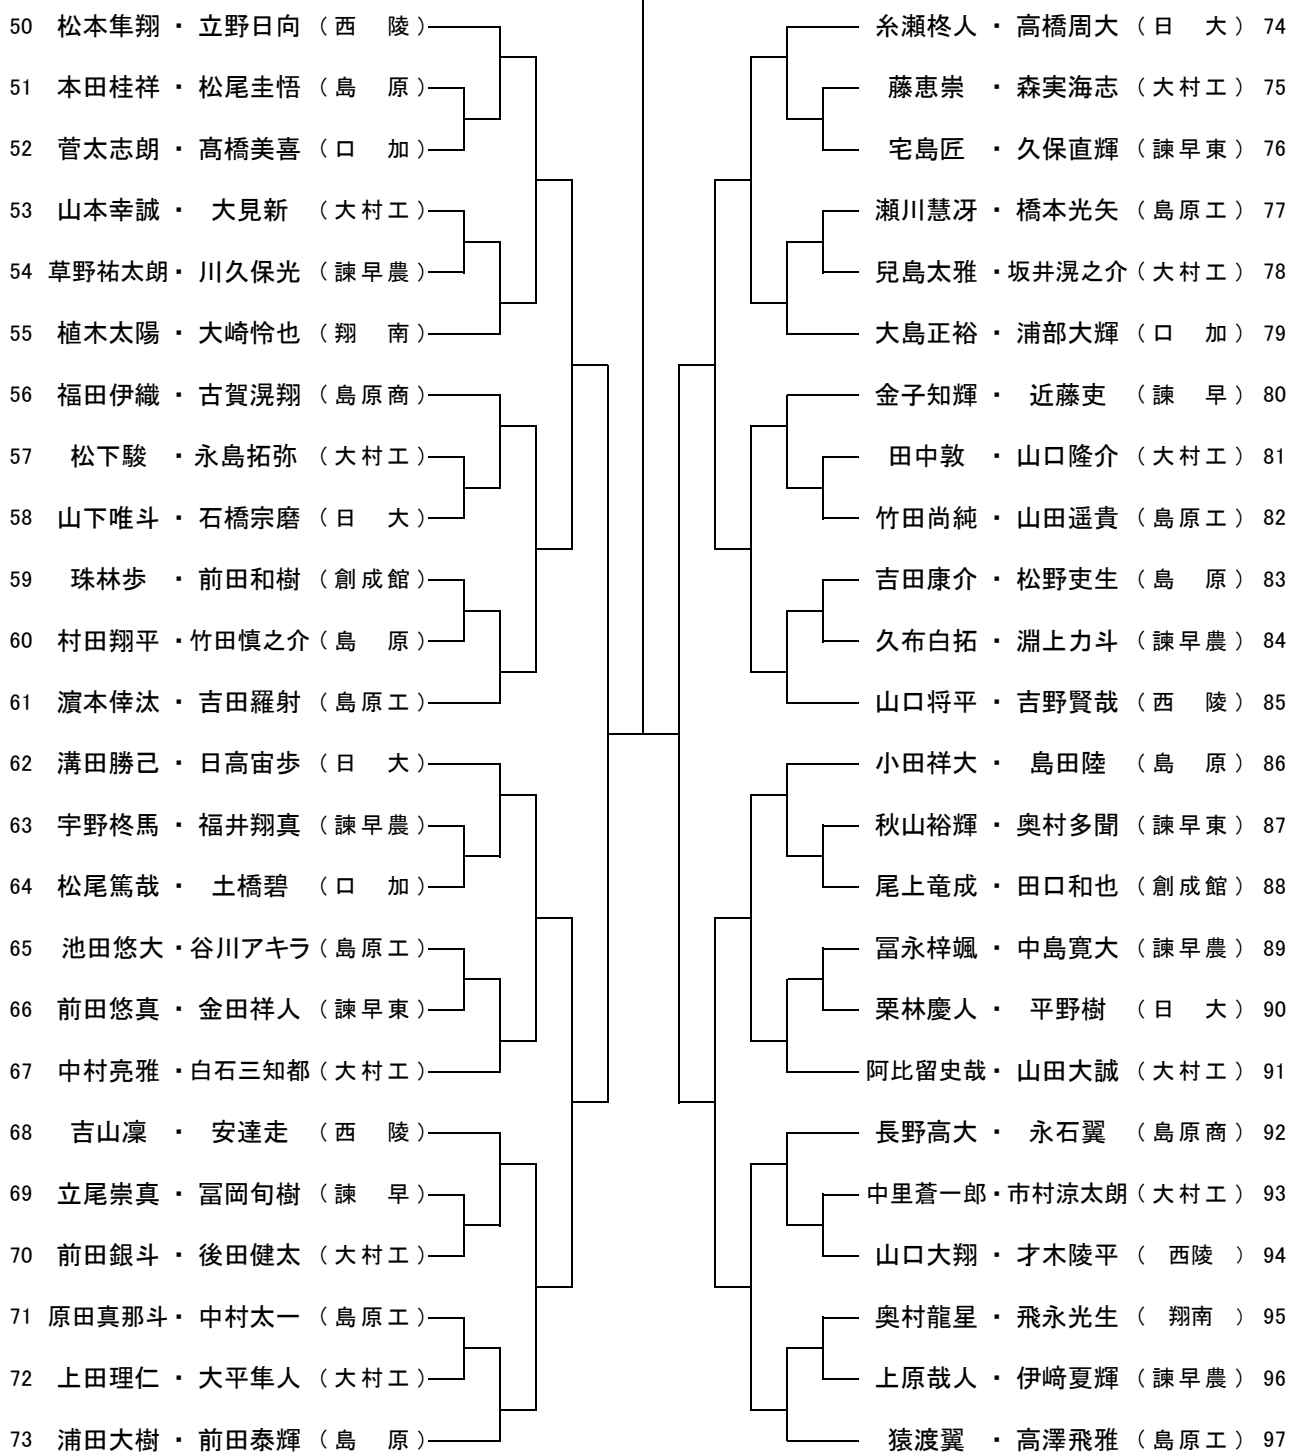 50 松本隼翔 ・ 立野日向 （ 西 陵 ）
51 本田桂祥 ・ 松尾圭悟 （ 島 原 ）
52 菅太志朗 ・ 髙橋美喜 （ 口 加 ）
53 山本幸誠 ・ 大見新 （ 大村工 ）
54 草野祐太朗・ 川久保光 （ 諫早農 ）
55 植木太陽 ・ 大崎怜也 （ 翔 南 ）
56 福田伊織 ・ 古賀滉翔 （ 島原商 ）
57 松下駿 ・ 永島拓弥 （ 大村工 ）
58 山下唯斗 ・ 石橋宗磨 （ 日 大 ）
59 珠林歩 ・ 前田和樹 （ 創成館 ）
60 村田翔平 ・竹田慎之介（ 島 原 ）
61 濵本倖汰 ・ 吉田羅射 （ 島原工 ）
62 溝田勝己 ・ 日高宙歩 （ 日 大 ）
63 宇野柊馬 ・ 福井翔真 （ 諫早農 ）
64 松尾篤哉 ・ 土橋碧 （ 口 加 ）
65 池田悠大 ・谷川アキラ（ 島原工 ）
66 前田悠真 ・ 金田祥人 （ 諫早東 ）
67 中村亮雅 ・白石三知都（ 大村工 ）
68 吉山凜 ・ 安達走 （ 西 陵 ）
69 立尾崇真 ・ 冨岡旬樹 （ 諫 早 ）
70 前田銀斗 ・ 後田健太 （ 大村工 ）
71 原田真那斗・ 中村太一 （ 島原工 ）
72 上田理仁 ・ 大平隼人 （ 大村工 ）
73 浦田大樹 ・ 前田泰輝 （ 島 原 ）
糸瀬柊人 ・ 高橋周大 （ 日 大 ） 74
藤恵崇 ・ 森実海志 （ 大村工 ） 75
宅島匠 ・ 久保直輝 （ 諫早東 ） 76
瀬川慧冴 ・ 橋本光矢 （ 島原工 ） 77
兒島太雅 ・坂井滉之介（ 大村工 ） 78
大島正裕 ・ 浦部大輝 （ 口 加 ） 79
金子知輝 ・ 近藤吏 （ 諫 早 ） 80
田中敦 ・ 山口隆介 （ 大村工 ） 81
竹田尚純 ・ 山田遥貴 （ 島原工 ） 82
吉田康介 ・ 松野吏生 （ 島 原 ） 83
久布白拓 ・ 淵上力斗 （ 諫早農 ） 84
山口将平 ・ 吉野賢哉 （ 西 陵 ） 85
小田祥大 ・ 島田陸 （ 島 原 ） 86
秋山裕輝 ・ 奥村多聞 （ 諫早東 ） 87
尾上竜成 ・ 田口和也 （ 創成館 ） 88
冨永梓颯 ・ 中島寛大 （ 諫早農 ） 89
栗林慶人 ・ 平野樹 （ 日 大 ） 90
阿比留史哉・ 山田大誠 （ 大村工 ） 91
長野高大 ・ 永石翼 （ 島原商 ） 92
中里蒼一郎・市村涼太朗（ 大村工 ） 93
山口大翔 ・ 才木陵平 （ 西陵 ） 94
奥村龍星 ・ 飛永光生 （ 翔南 ） 95
上原哉人 ・ 伊﨑夏輝 （ 諫早農 ） 96
猿渡翼 ・ 高澤飛雅 （ 島原工 ） 97